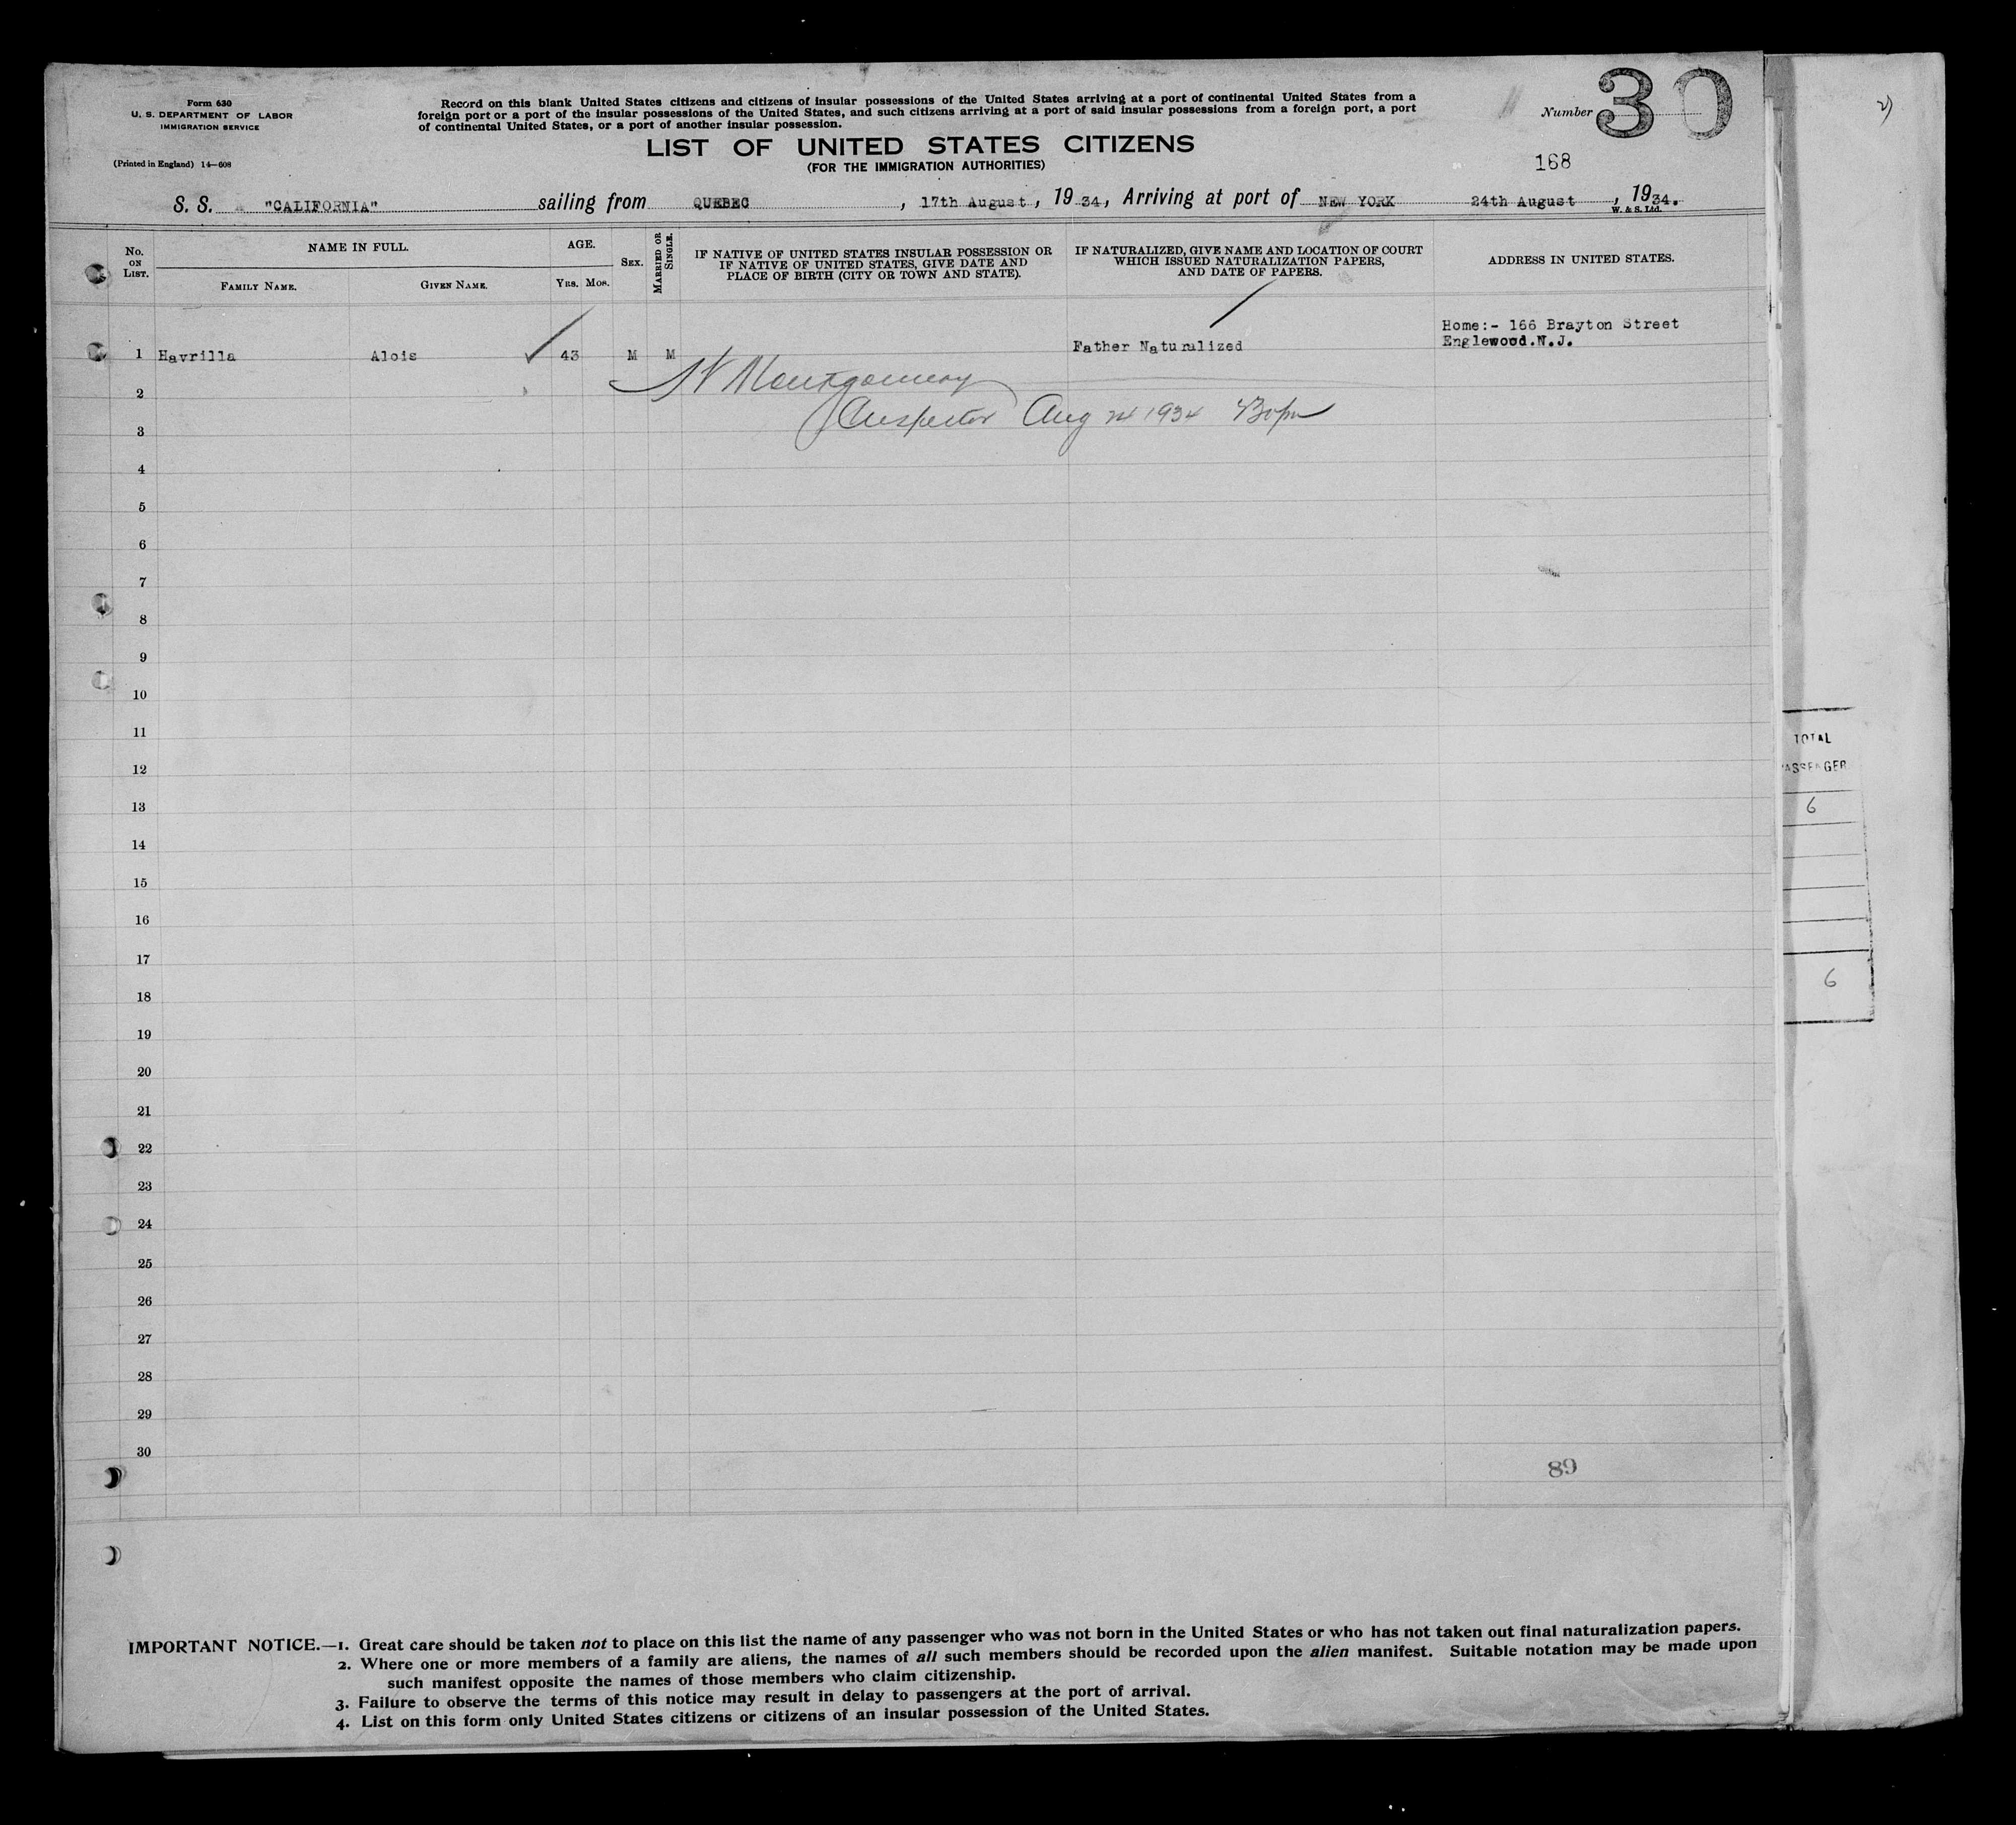 Form 630
U. S. DEPARTMENT OF LABOR
IMMIGRATION SERVICE
(Printed in England) 14—608
Record on this blank United States citizens and citizens of insular possessions of the United States arriving at a port of continental United States from a
foreign port or a port of the insular possessions of the United States, and such citizens arriving at a port of said insular possessions from a foreign port, a port
of continental United States, or a port of another insular possession.
Number 30
2)
LIST OF UNITED STATES CITIZENS
(FOR THE IMMIGRATION AUTHORITIES)
168
S. S. "CALIFORNIA" sailing from QUEBEC, 17th August, 1934, Arriving at port of NEW YORK 24th August, 1934.
W. & S. Ltd.
No. ON LIST.
NAME IN FULL.
FAMILY NAME.
GIVEN NAME.
AGE.
YRS. MOS.
SEX.
MARRIED OR SINGLE.
IF NATIVE OF UNITED STATES INSULAR POSSESSION OR
IF NATIVE OF UNITED STATES, GIVE DATE AND
PLACE OF BIRTH (CITY OR TOWN AND STATE).
IF NATURALIZED, GIVE NAME AND LOCATION OF COURT
WHICH ISSUED NATURALIZATION PAPERS,
AND DATE OF PAPERS.
ADDRESS IN UNITED STATES.
1 Havrilla Alois 43 M M Father Naturalized
Home:- 166 Brayton Street
Englewood.N.J.
Montgomery
2
Inspector Aug 24 1934 430pm
3
4
5
6
7
8
9
10
11
12
13
14
15
16
17
18
19
20
21
22
23
24
25
26
27
28
29
30
89
TOTAL
PASSENGER
6
6
IMPORTANT NOTICE.—1. Great care should be taken not to place on this list the name of any passenger who was not born in the United States or who has not taken out final naturalization papers.
2. Where one or more members of a family are aliens, the names of all such members should be recorded upon the alien manifest. Suitable notation may be made upon
such manifest opposite the names of those members who claim citizenship.
3. Failure to observe the terms of this notice may result in delay to passengers at the port of arrival.
4. List on this form only United States citizens or citizens of an insular possession of the United States.